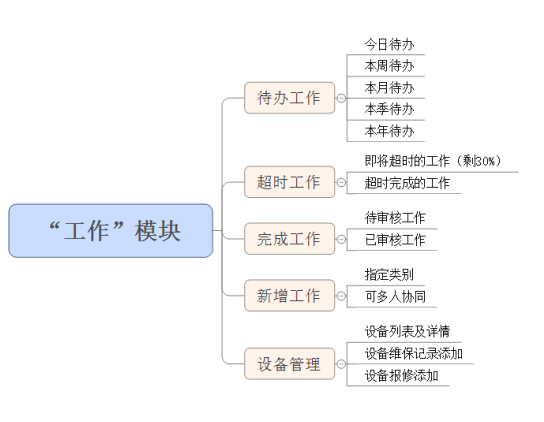 “工作”模块
待办工作
今日待办
本周待办
本月待办
本季待办
本年待办
超时工作
即将超时的工作（剩30%）
超时完成的工作
完成工作
待审核工作
已审核工作
新增工作
指定类别
可多人协同
设备管理
设备列表及详情
设备维保记录添加
设备报修添加